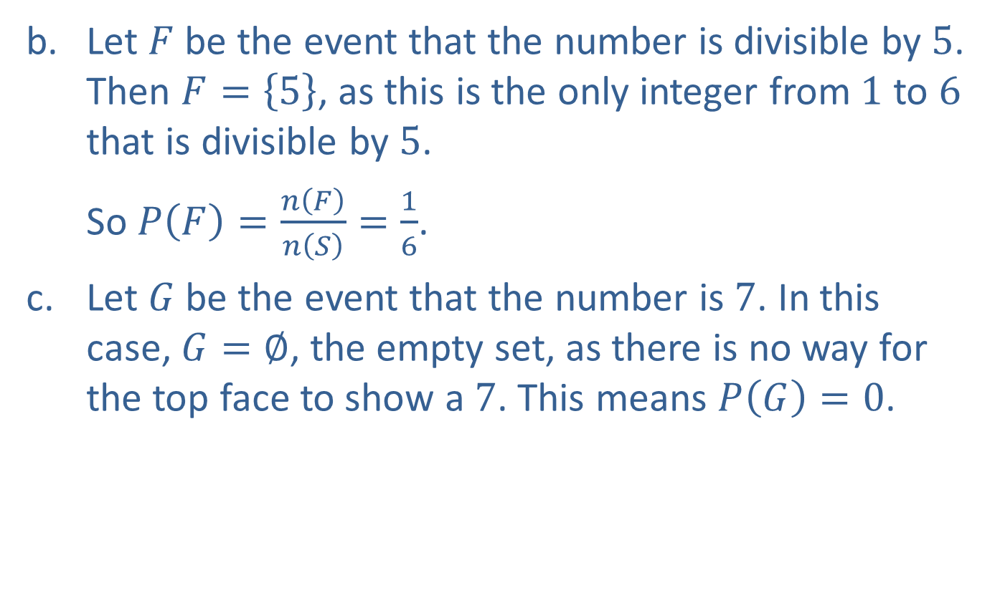 b. Let F be the event that the number is divisible by 5.
Then F = {5}, as this is the only integer from 1 to 6
that is divisible by 5.
So P(F) = n(F)/n(S) = 1/6.
c. Let G be the event that the number is 7. In this
case, G = ∅, the empty set, as there is no way for
the top face to show a 7. This means P(G) = 0.